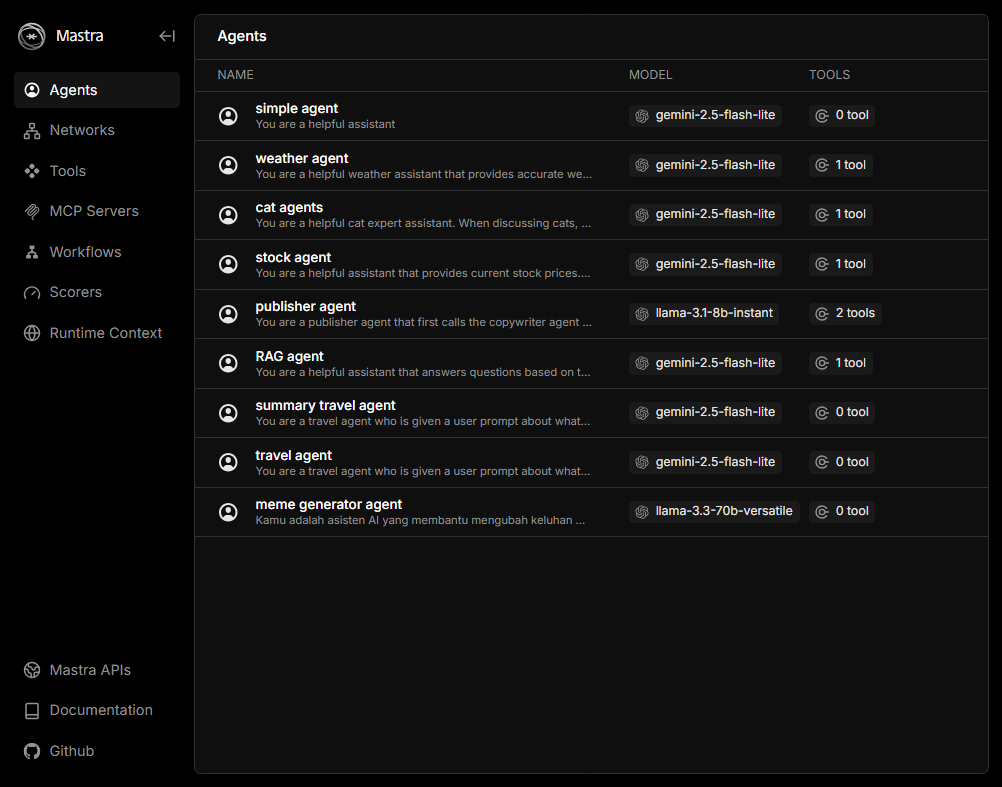 Mastra
Agents
Networks
Tools
MCP Servers
Workflows
Scorers
Runtime Context
Mastra APIs
Documentation
Github
Agents
NAME MODEL TOOLS
simple agent
You are a helpful assistant
gemini-2.5-flash-lite 0 tool
weather agent
You are a helpful weather assistant that provides accurate we...
gemini-2.5-flash-lite 1 tool
cat agents
You are a helpful cat expert assistant. When discussing cats, ...
gemini-2.5-flash-lite 1 tool
stock agent
You are a helpful assistant that provides current stock prices....
gemini-2.5-flash-lite 1 tool
publisher agent
You are a publisher agent that first calls the copywriter agent ...
llama-3.1-8b-instant 2 tools
RAG agent
You are a helpful assistant that answers questions based on t...
gemini-2.5-flash-lite 1 tool
summary travel agent
You are a travel agent who is given a user prompt about what...
gemini-2.5-flash-lite 0 tool
travel agent
You are a travel agent who is given a user prompt about what...
gemini-2.5-flash-lite 0 tool
meme generator agent
Kamu adalah asisten AI yang membantu mengubah keluhan ...
llama-3.3-70b-versatile 0 tool